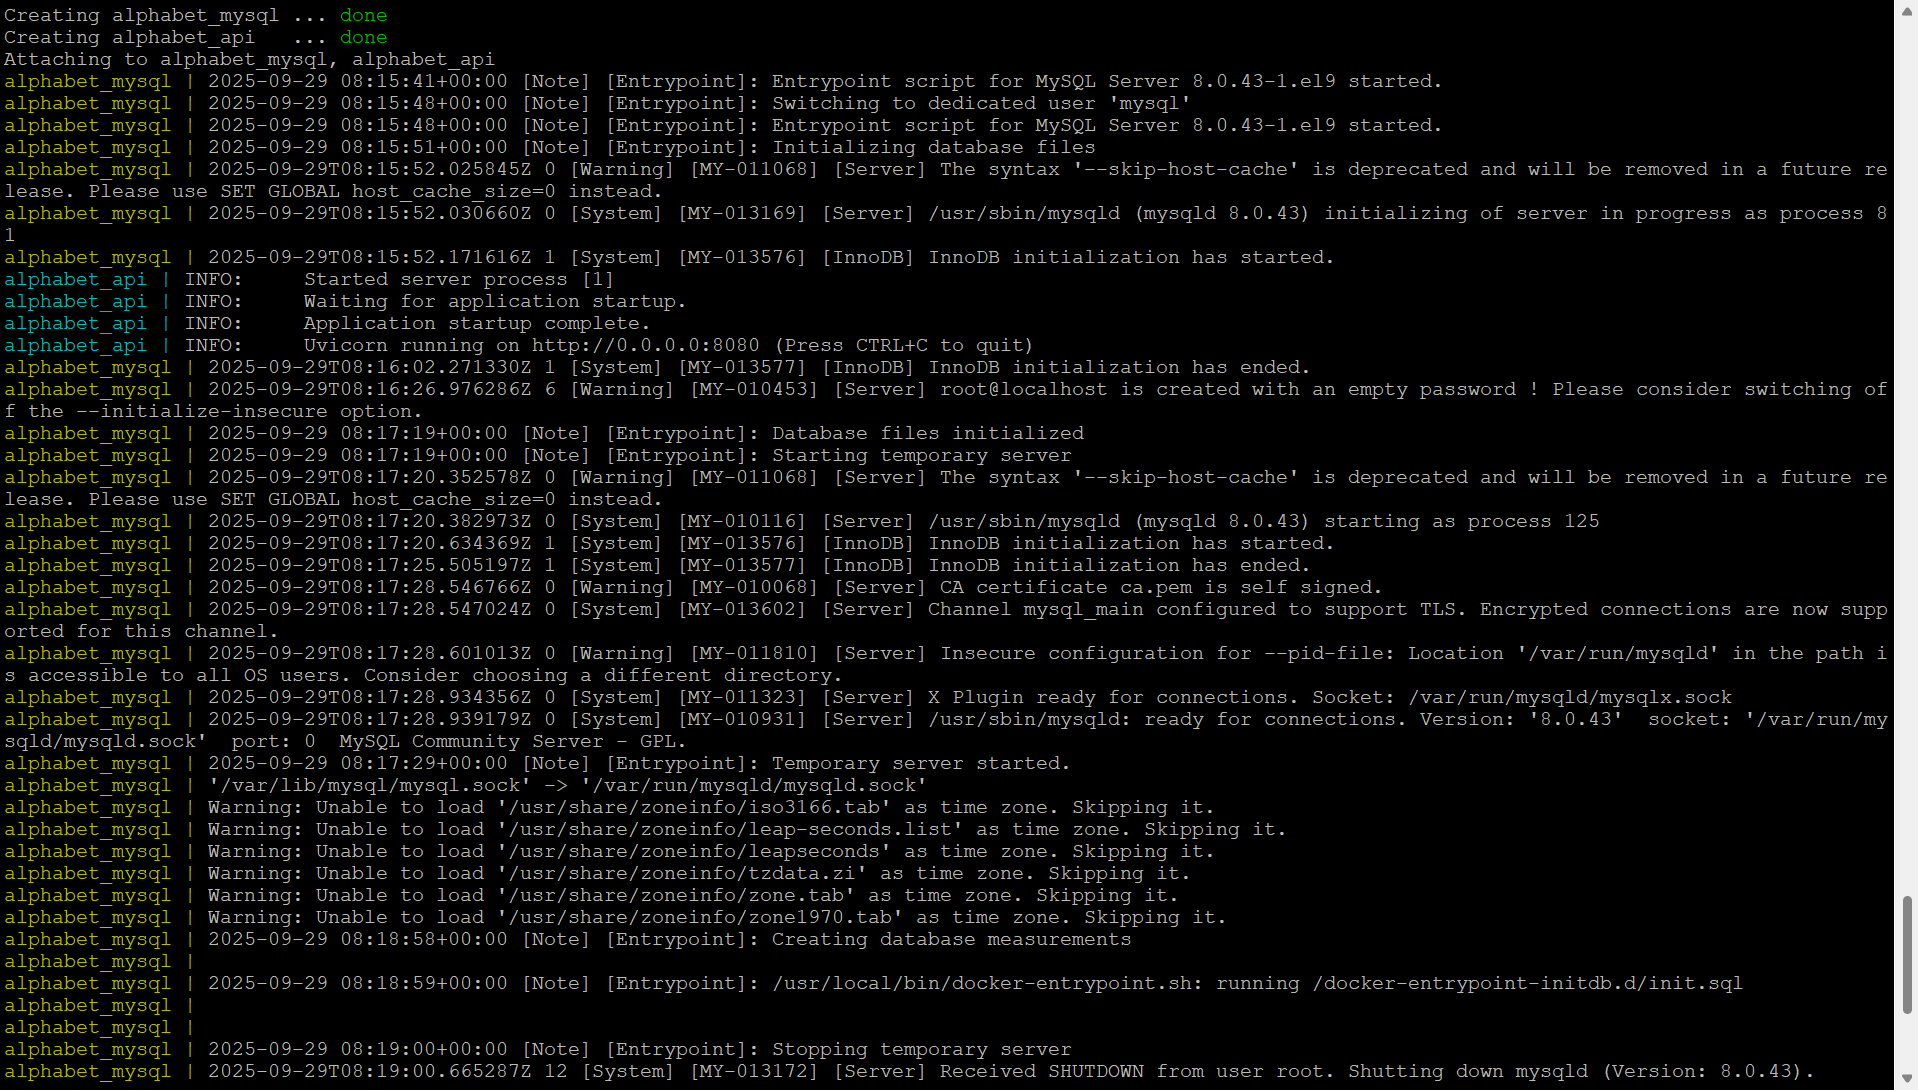 Creating alphabet_mysql ... done
Creating alphabet_api   ... done
Attaching to alphabet_mysql, alphabet_api
alphabet_mysql | 2025-09-29 08:15:41+00:00 [Note] [Entrypoint]: Entrypoint script for MySQL Server 8.0.43-1.el9 started.
alphabet_mysql | 2025-09-29 08:15:48+00:00 [Note] [Entrypoint]: Switching to dedicated user 'mysql'
alphabet_mysql | 2025-09-29 08:15:48+00:00 [Note] [Entrypoint]: Entrypoint script for MySQL Server 8.0.43-1.el9 started.
alphabet_mysql | 2025-09-29 08:15:51+00:00 [Note] [Entrypoint]: Initializing database files
alphabet_mysql | 2025-09-29T08:15:52.025845Z 0 [Warning] [MY-011068] [Server] The syntax '--skip-host-cache' is deprecated and will be removed in a future re
lease. Please use SET GLOBAL host_cache_size=0 instead.
alphabet_mysql | 2025-09-29T08:15:52.030660Z 0 [System] [MY-013169] [Server] /usr/sbin/mysqld (mysqld 8.0.43) initializing of server in progress as process 8
1
alphabet_mysql | 2025-09-29T08:15:52.171616Z 1 [System] [MY-013576] [InnoDB] InnoDB initialization has started.
alphabet_api | INFO:     Started server process [1]
alphabet_api | INFO:     Waiting for application startup.
alphabet_api | INFO:     Application startup complete.
alphabet_api | INFO:     Uvicorn running on http://0.0.0.0:8080 (Press CTRL+C to quit)
alphabet_mysql | 2025-09-29T08:16:02.271330Z 1 [System] [MY-013577] [InnoDB] InnoDB initialization has ended.
alphabet_mysql | 2025-09-29T08:16:26.976286Z 6 [Warning] [MY-010453] [Server] root@localhost is created with an empty password ! Please consider switching of
f the --initialize-insecure option.
alphabet_mysql | 2025-09-29 08:17:19+00:00 [Note] [Entrypoint]: Database files initialized
alphabet_mysql | 2025-09-29 08:17:19+00:00 [Note] [Entrypoint]: Starting temporary server
alphabet_mysql | 2025-09-29T08:17:20.352578Z 0 [Warning] [MY-011068] [Server] The syntax '--skip-host-cache' is deprecated and will be removed in a future re
lease. Please use SET GLOBAL host_cache_size=0 instead.
alphabet_mysql | 2025-09-29T08:17:20.382973Z 0 [System] [MY-010116] [Server] /usr/sbin/mysqld (mysqld 8.0.43) starting as process 125
alphabet_mysql | 2025-09-29T08:17:20.634369Z 1 [System] [MY-013576] [InnoDB] InnoDB initialization has started.
alphabet_mysql | 2025-09-29T08:17:25.505197Z 1 [System] [MY-013577] [InnoDB] InnoDB initialization has ended.
alphabet_mysql | 2025-09-29T08:17:28.546766Z 0 [Warning] [MY-010068] [Server] CA certificate ca.pem is self signed.
alphabet_mysql | 2025-09-29T08:17:28.547024Z 0 [System] [MY-013602] [Server] Channel mysql_main configured to support TLS. Encrypted connections are now supp
orted for this channel.
alphabet_mysql | 2025-09-29T08:17:28.601013Z 0 [Warning] [MY-011810] [Server] Insecure configuration for --pid-file: Location '/var/run/mysqld' in the path i
s accessible to all OS users. Consider choosing a different directory.
alphabet_mysql | 2025-09-29T08:17:28.934356Z 0 [System] [MY-011323] [Server] X Plugin ready for connections. Socket: /var/run/mysqld/mysqlx.sock
alphabet_mysql | 2025-09-29T08:17:28.939179Z 0 [System] [MY-010931] [Server] /usr/sbin/mysqld: ready for connections. Version: '8.0.43'  socket: '/var/run/my
sqld/mysqld.sock'  port: 0  MySQL Community Server - GPL.
alphabet_mysql | 2025-09-29 08:17:29+00:00 [Note] [Entrypoint]: Temporary server started.
alphabet_mysql | '/var/lib/mysql/mysql.sock' -> '/var/run/mysqld/mysqld.sock'
alphabet_mysql | Warning: Unable to load '/usr/share/zoneinfo/iso3166.tab' as time zone. Skipping it.
alphabet_mysql | Warning: Unable to load '/usr/share/zoneinfo/leap-seconds.list' as time zone. Skipping it.
alphabet_mysql | Warning: Unable to load '/usr/share/zoneinfo/leapseconds' as time zone. Skipping it.
alphabet_mysql | Warning: Unable to load '/usr/share/zoneinfo/tzdata.zi' as time zone. Skipping it.
alphabet_mysql | Warning: Unable to load '/usr/share/zoneinfo/zone.tab' as time zone. Skipping it.
alphabet_mysql | Warning: Unable to load '/usr/share/zoneinfo/zone1970.tab' as time zone. Skipping it.
alphabet_mysql | 2025-09-29 08:18:58+00:00 [Note] [Entrypoint]: Creating database measurements
alphabet_mysql |
alphabet_mysql | 2025-09-29 08:18:59+00:00 [Note] [Entrypoint]: /usr/local/bin/docker-entrypoint.sh: running /docker-entrypoint-initdb.d/init.sql
alphabet_mysql |
alphabet_mysql |
alphabet_mysql | 2025-09-29 08:19:00+00:00 [Note] [Entrypoint]: Stopping temporary server
alphabet_mysql | 2025-09-29T08:19:00.665287Z 12 [System] [MY-013172] [Server] Received SHUTDOWN from user root. Shutting down mysqld (Version: 8.0.43).